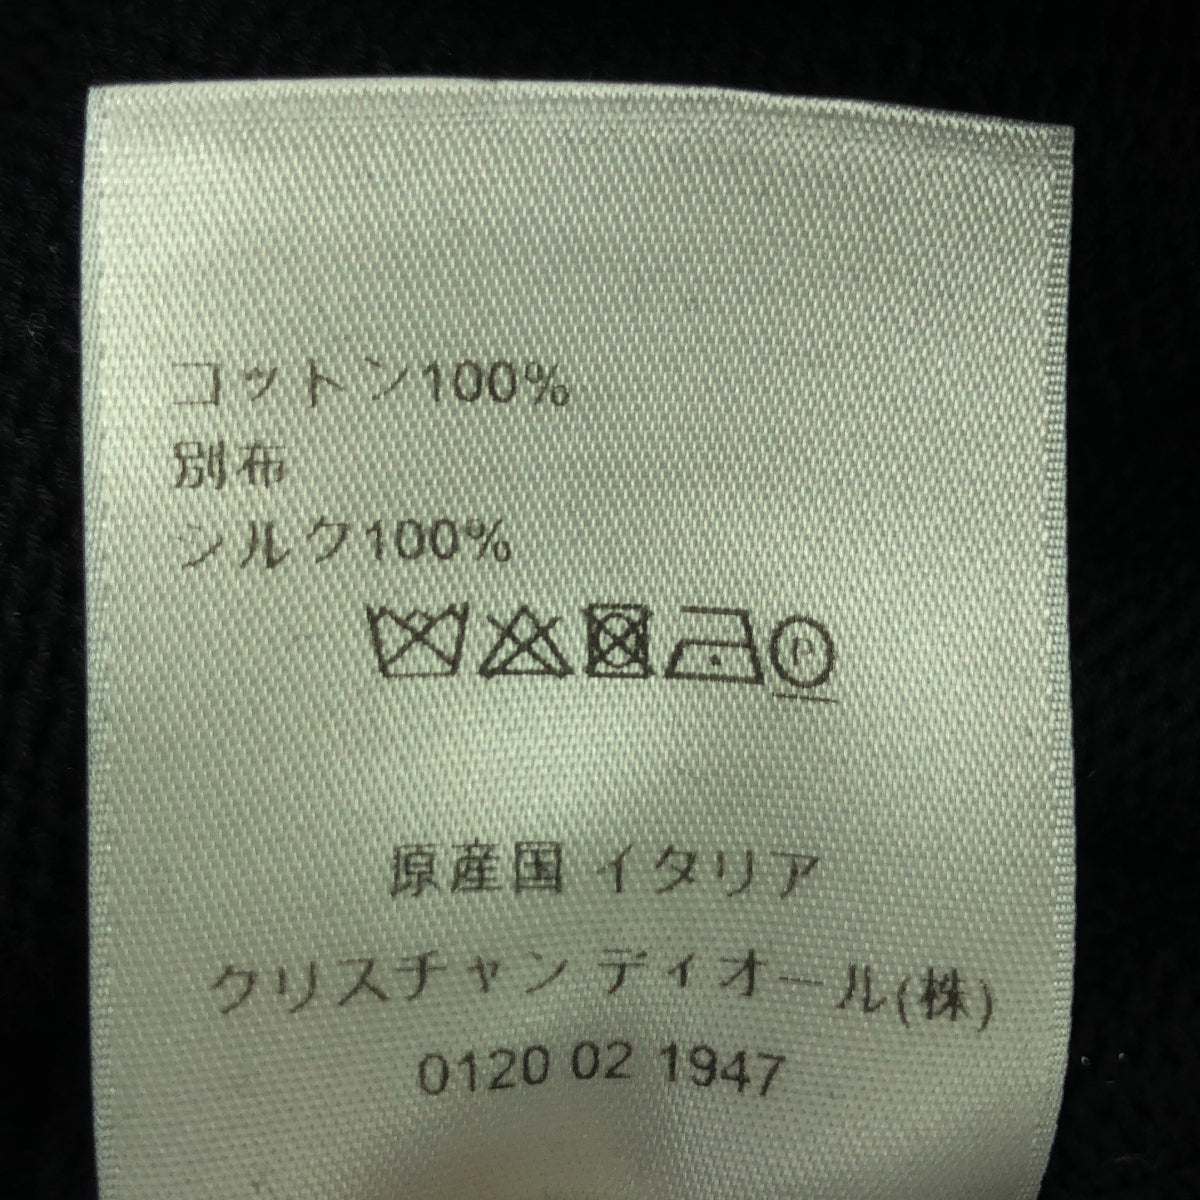 コットン100%
別布
シルク100%
P
原産国 イタリア
クリスチャン ディオール(株)
0120 02 1947